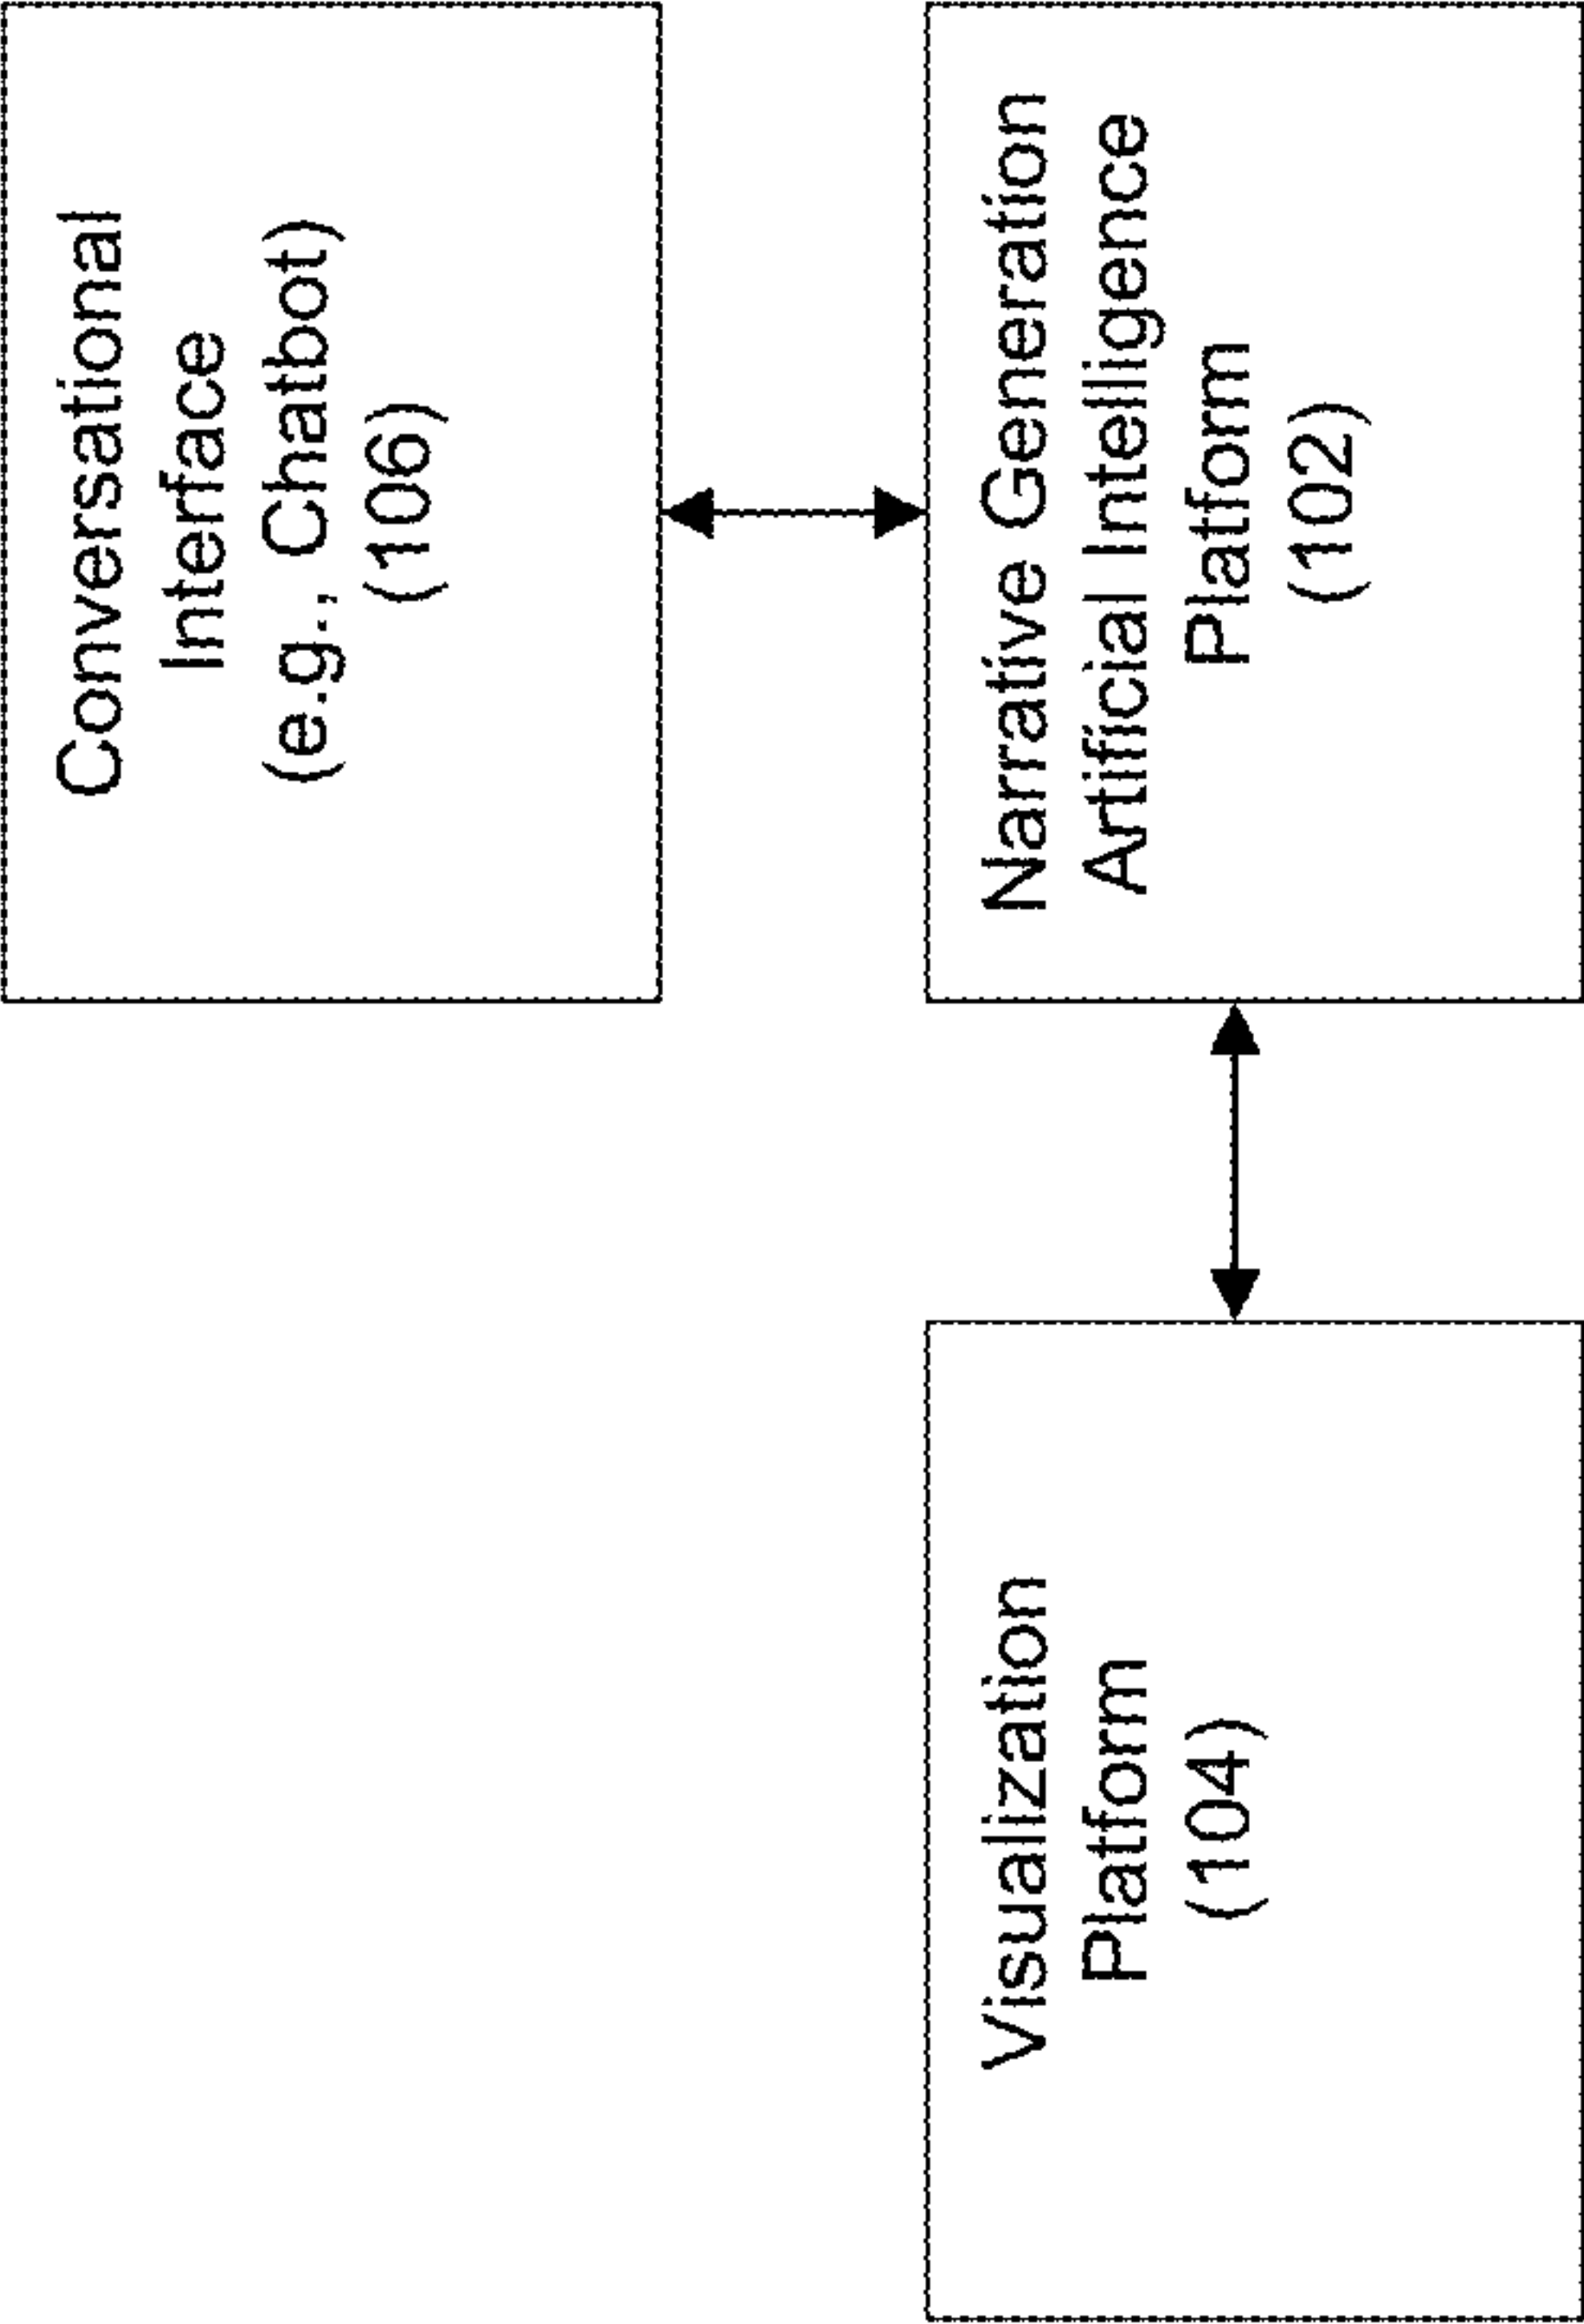 Conversational
Interface
(e.g., Chatbot)
(106)
Visualization
Platform
(104)
Narrative Generation
Artificial Intelligence
Platform
(102)